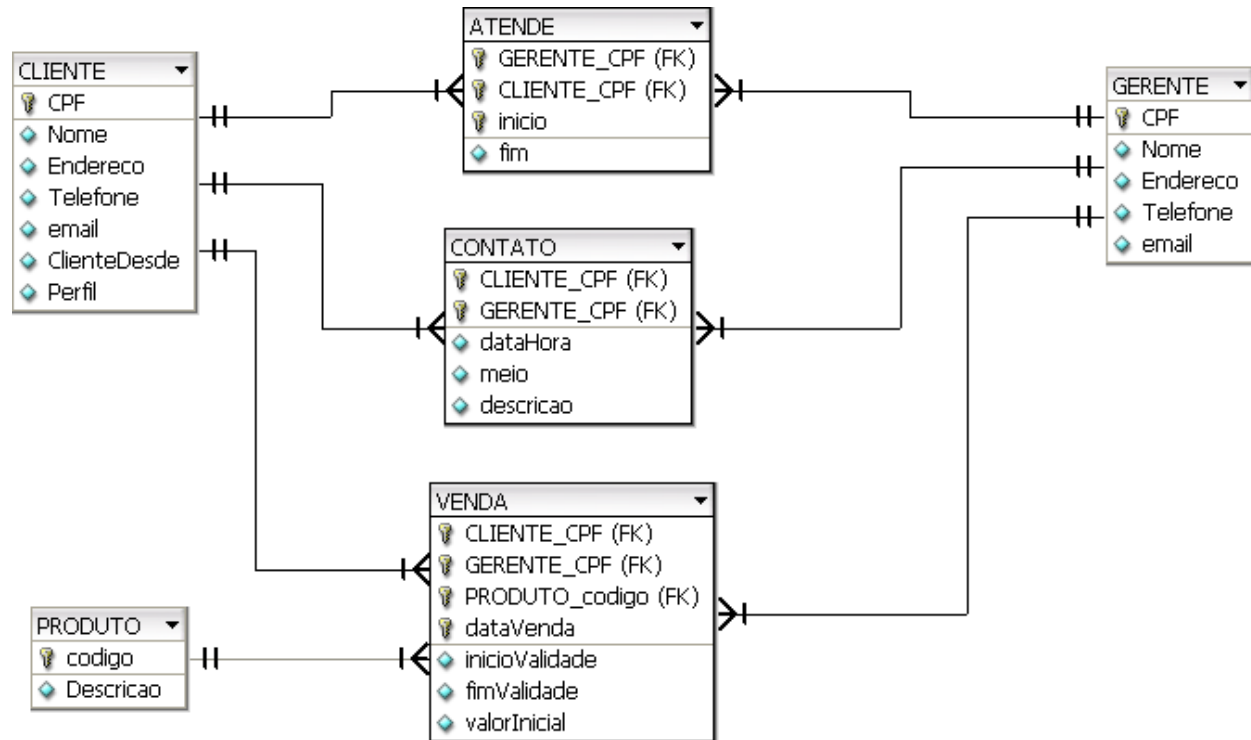 ATENDE
GERENTE_CPF (FK)
CLIENTE_CPF (FK)
inicio
fim
CLIENTE
CPF
Nome
Endereco
Telefone
email
ClienteDesde
Perfil
GERENTE
CPF
Nome
Endereco
Telefone
email
CONTATO
CLIENTE_CPF (FK)
GERENTE_CPF (FK)
dataHora
meio
descricao
VENDA
CLIENTE_CPF (FK)
GERENTE_CPF (FK)
PRODUTO_codigo (FK)
dataVenda
inicioValidade
fimValidade
valorInicial
PRODUTO
codigo
Descricao